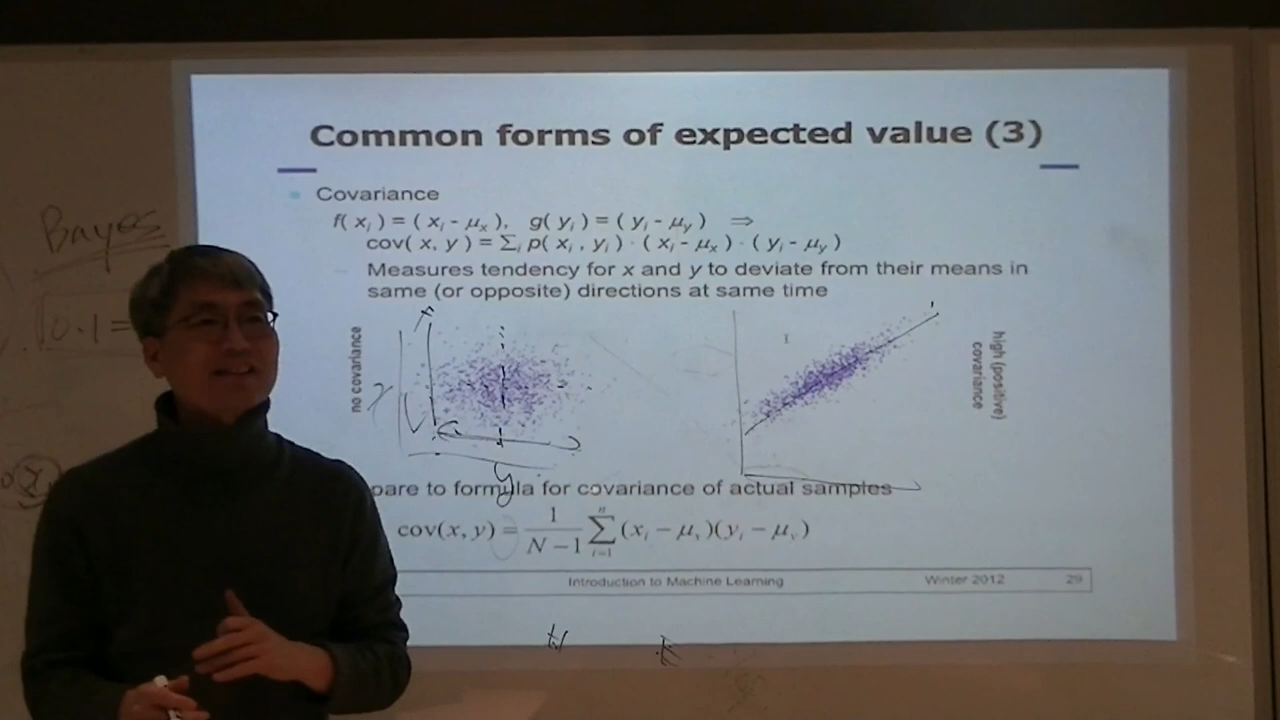 Common forms of expected value (3)
Covariance
f( xᵢ ) = ( xᵢ - μₓ ), g( yᵢ ) = ( yᵢ - μᵧ ) ⇒
cov( x, y ) = ∑ᵢ p( xᵢ , yᵢ ) · ( xᵢ - μₓ ) · ( yᵢ - μᵧ )
– Measures tendency for x and y to deviate from their means in
same (or opposite) directions at same time
Bayes
0.1=
no covariance
high (positive)
covariance
x
y
pare to formula for covariance of actual samples
cov(x, y) = 1/(N − 1) ∑ᵢ₌₁ⁿ (xᵢ − μₓ)(yᵢ − μᵧ)
Introduction to Machine Learning Winter 2012 29